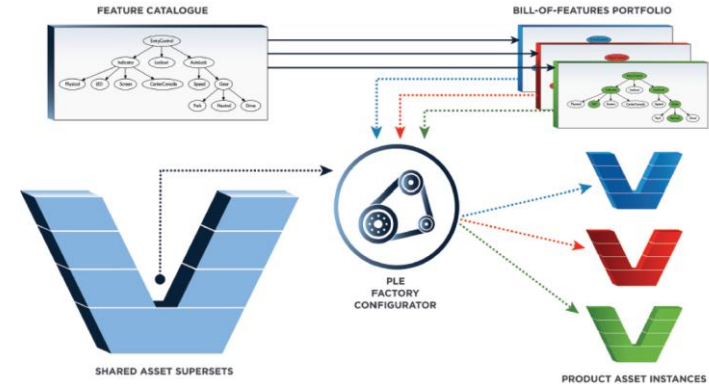 FEATURE CATALOGUE
BILL-OF-FEATURES PORTFOLIO
EntryControl
Indicator
Lockout
AutoLock
Physical
LED
Screen
CenterConsole
Speed
Gear
Park
Neutral
Drive
PLE
FACTORY
CONFIGURATOR
SHARED ASSET SUPERSETS
PRODUCT ASSET INSTANCES